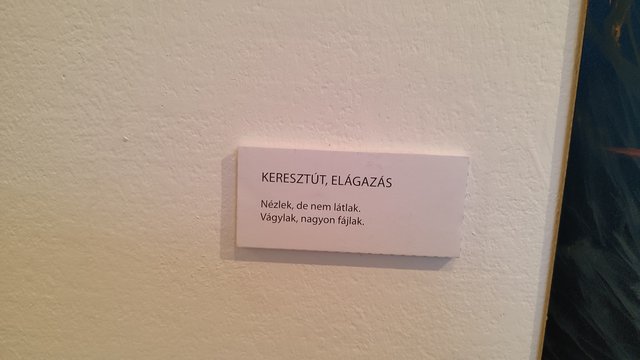 KERESZTÚT, ELÁGAZÁS
Nézlek, de nem látlak.
Vágylak, nagyon fájlak.